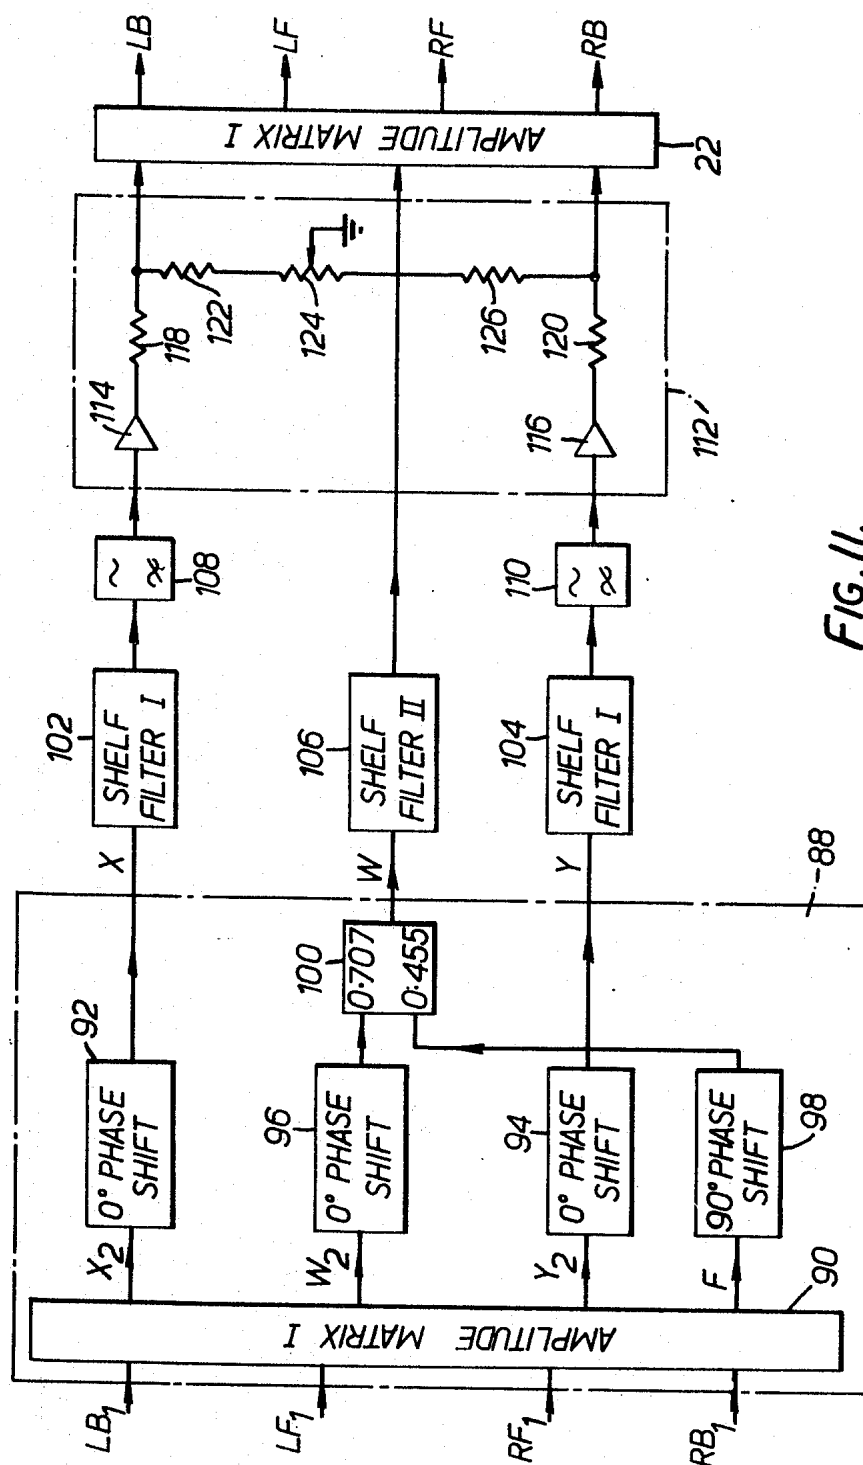 LB₁
LF₁
RF₁
RB₁
AMPLITUDE MATRIX I
90
X₂
W₂
Y₂
F
92
0° PHASE
SHIFT
96
0° PHASE
SHIFT
94
0° PHASE
SHIFT
90° PHASE
SHIFT
98
100
0·707
0·455
88
X
W
Y
102
SHELF
FILTER I
106
SHELF
FILTER II
104
SHELF
FILTER I
108
110
112
114
116
118
120
122
124
126
AMPLITUDE MATRIX I
22
LB
LF
RF
RB
FIG. 11.